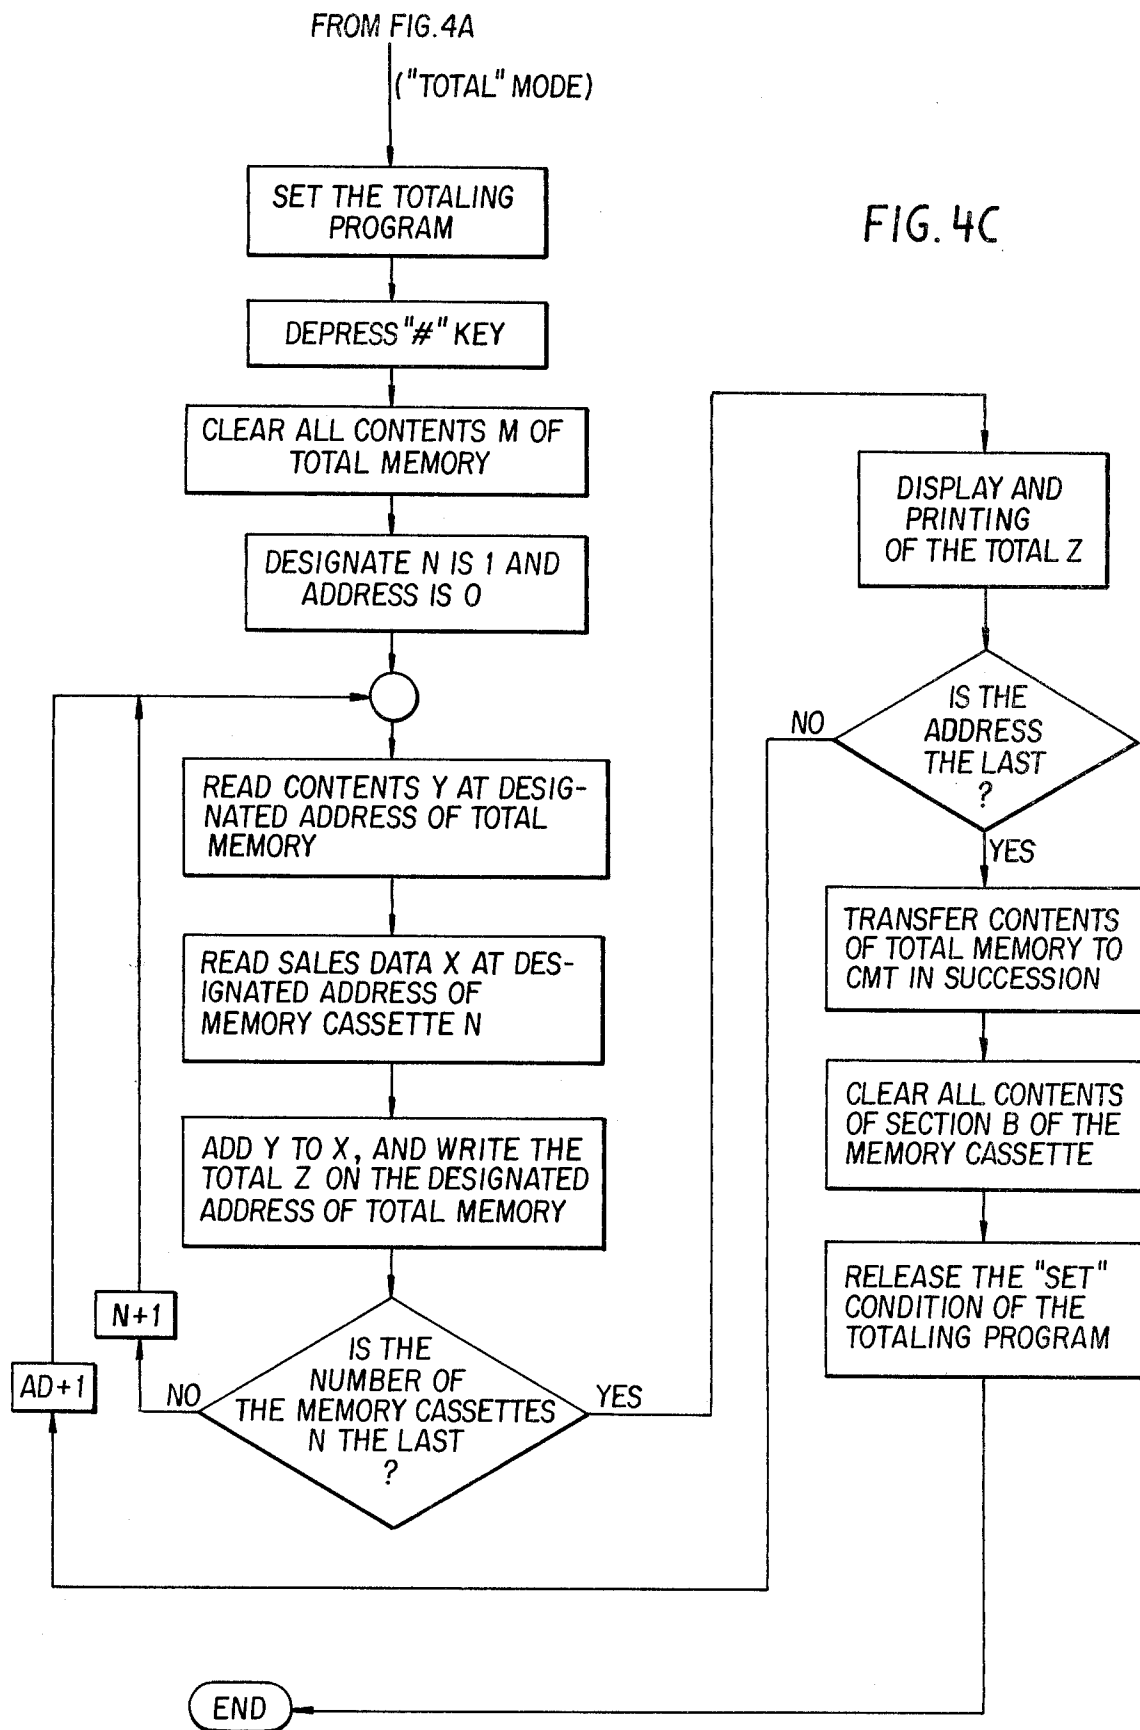 FROM FIG.4A
("TOTAL" MODE)
SET THE TOTALING
PROGRAM
FIG. 4C
DEPRESS "#" KEY
CLEAR ALL CONTENTS M OF
TOTAL MEMORY
DESIGNATE N IS 1 AND
ADDRESS IS 0
READ CONTENTS Y AT DESIG-
NATED ADDRESS OF TOTAL
MEMORY
READ SALES DATA X AT DES-
IGNATED ADDRESS OF
MEMORY CASSETTE N
ADD Y TO X, AND WRITE THE
TOTAL Z ON THE DESIGNATED
ADDRESS OF TOTAL MEMORY
N+1
AD+1
NO
IS THE
NUMBER OF
THE MEMORY CASSETTES
N THE LAST
?
YES
DISPLAY AND
PRINTING
OF THE TOTAL Z
NO
IS THE
ADDRESS
THE LAST
?
YES
TRANSFER CONTENTS
OF TOTAL MEMORY TO
CMT IN SUCCESSION
CLEAR ALL CONTENTS
OF SECTION B OF THE
MEMORY CASSETTE
RELEASE THE "SET"
CONDITION OF THE
TOTALING PROGRAM
END